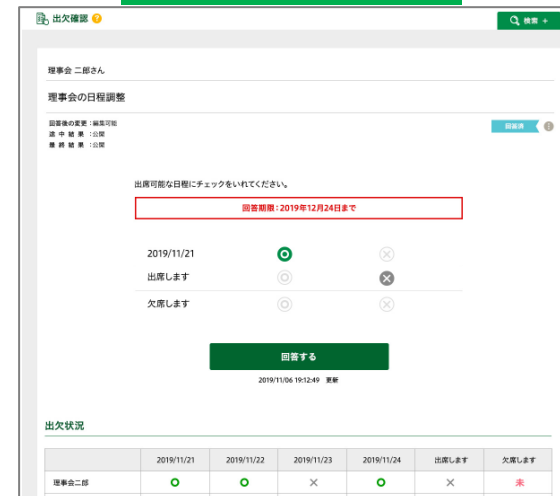 出欠確認 ?
検索 +
理事会 二郎さん
理事会の日程調整
回答後の変更:編集可能
途中結果:公開
最終結果:公開
回答済
出席可能な日程にチェックをいれてください。
回答期限:2019年12月24日まで
2019/11/21
出席します
欠席します
回答する
2019/11/06 19:12:49 更新
出欠状況
2019/11/21 2019/11/22 2019/11/23 2019/11/24 出席します 欠席します
理事会二郎 ○ ○ × ○ × 未